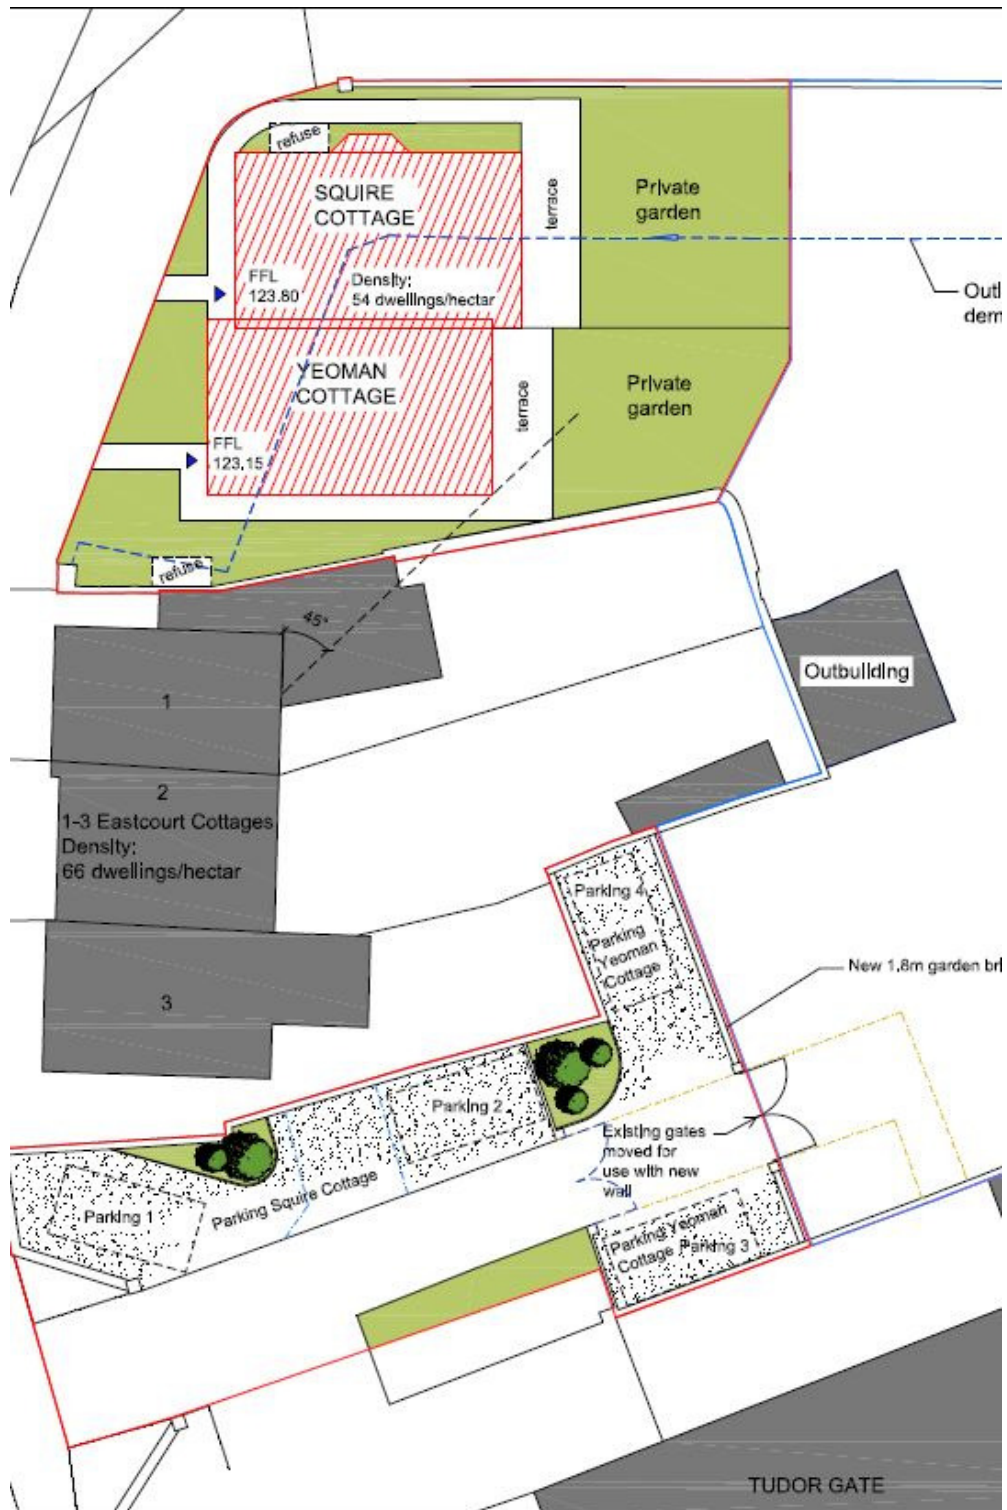 refuse
SQUIRE
COTTAGE
terrace
Private
garden
FFL
123.80
Density:
54 dwellings/hectar
Outl
dem
YEOMAN
COTTAGE
terrace
Private
garden
FFL
123.15
refuse
45°
1
Outbuilding
2
1-3 Eastcourt Cottages
Density:
66 dwellings/hectar
Parking 4
Parking
Yeoman
Cottage
New 1.8m garden bri
3
Parking 2
Existing gates
moved for
use with new
wall
Parking Squire Cottage
Parking 1
Parking Yeoman
Cottage Parking 3
TUDOR GATE